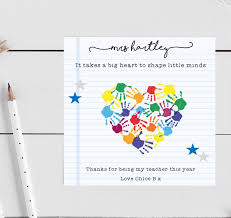 mrs hartley
It takes a big heart to shape little minds
Thanks for being my teacher this year
Love Chloe B x